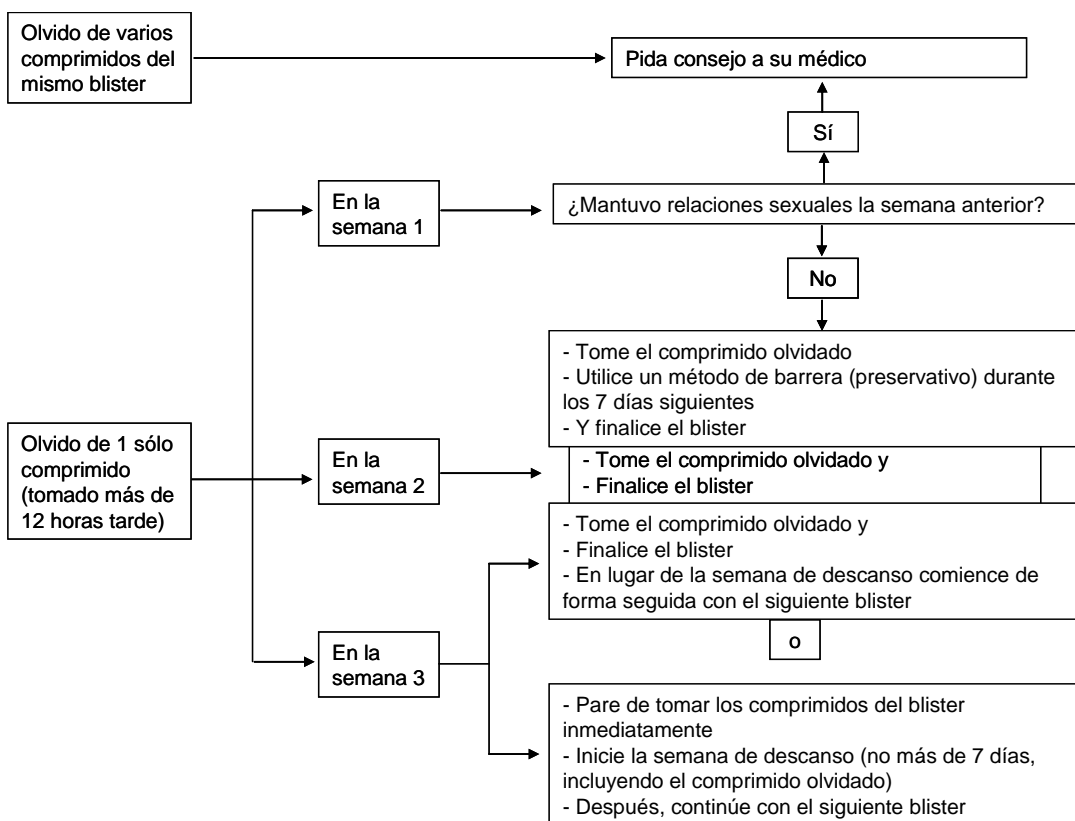 Olvido de varios
comprimidos del
mismo blister
Pida consejo a su médico
Sí
En la
semana 1
¿Mantuvo relaciones sexuales la semana anterior?
No
- Tome el comprimido olvidado
- Utilice un método de barrera (preservativo) durante
los 7 días siguientes
- Y finalice el blister
Olvido de 1 sólo
comprimido
(tomado más de
12 horas tarde)
En la
semana 2
- Tome el comprimido olvidado y
- Finalice el blister
- Tome el comprimido olvidado y
- Finalice el blister
- En lugar de la semana de descanso comience de
forma seguida con el siguiente blister
o
En la
semana 3
- Pare de tomar los comprimidos del blister
inmediatamente
- Inicie la semana de descanso (no más de 7 días,
incluyendo el comprimido olvidado)
- Después, continúe con el siguiente blister